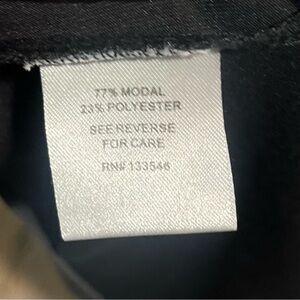 77% MODAL
23% POLYESTER
SEE REVERSE
FOR CARE
RN# 133546